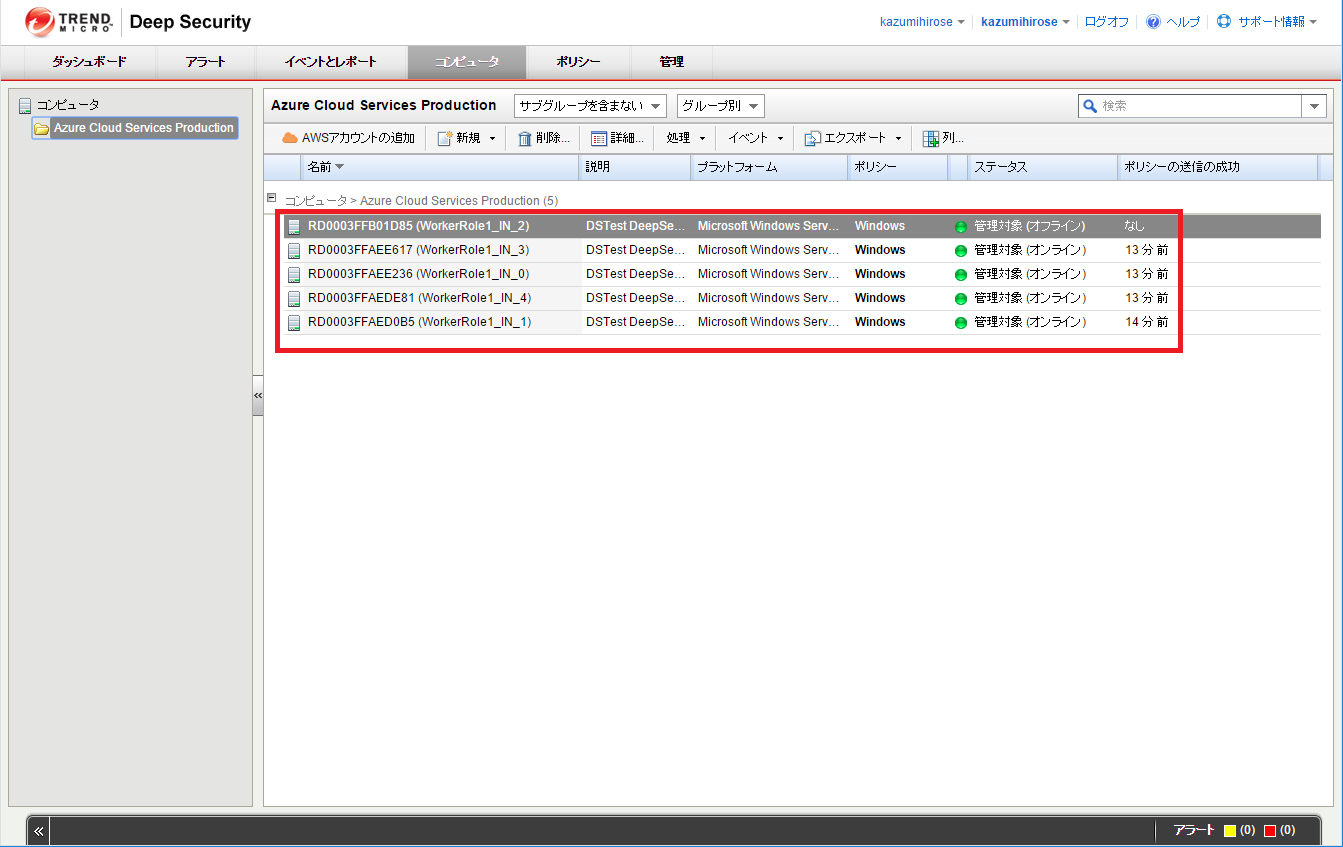 TREND MICRO Deep Security kazumihirose kazumihirose ログオフ ヘルプ サポート情報
ダッシュボード アラート イベントとレポート コンピュータ ポリシー 管理
コンピュータ
Azure Cloud Services Production
Azure Cloud Services Production サブグループを含まない グループ別 検索
AWSアカウントの追加 新規 削除... 詳細... 処理 イベント エクスポート 列...
名前 説明 プラットフォーム ポリシー ステータス ポリシーの送信の成功
コンピュータ > Azure Cloud Services Production (5)
RD0003FFB01D85 (WorkerRole1_IN_2) DSTest DeepSe... Microsoft Windows Serv... Windows 管理対象 (オフライン) なし
RD0003FFAEE617 (WorkerRole1_IN_3) DSTest DeepSe... Microsoft Windows Serv... Windows 管理対象 (オンライン) 13 分 前
RD0003FFAEE236 (WorkerRole1_IN_0) DSTest DeepSe... Microsoft Windows Serv... Windows 管理対象 (オンライン) 13 分 前
RD0003FFAEDE81 (WorkerRole1_IN_4) DSTest DeepSe... Microsoft Windows Serv... Windows 管理対象 (オンライン) 13 分 前
RD0003FFAED0B5 (WorkerRole1_IN_1) DSTest DeepSe... Microsoft Windows Serv... Windows 管理対象 (オンライン) 14 分 前
«
« アラート (0) (0)